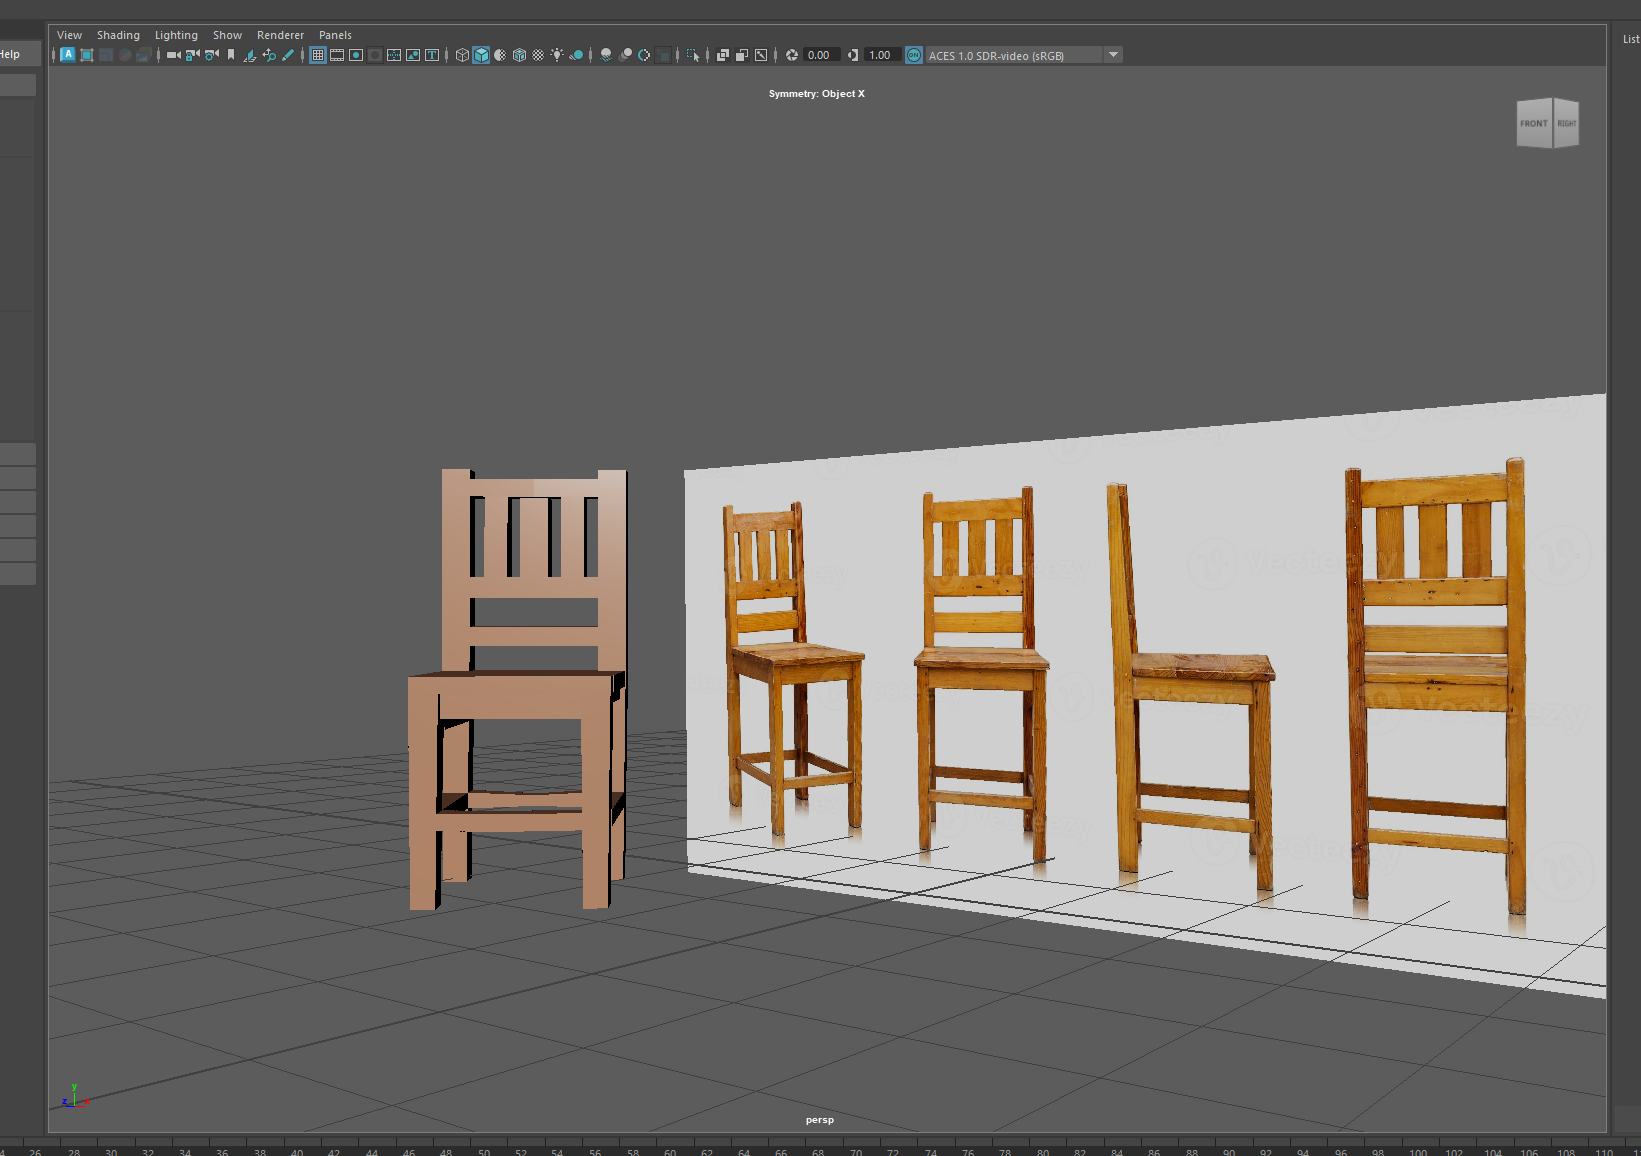 View Shading Lighting Show Renderer Panels
Help
List
A
T
0.00
1.00
ON
ACES 1.0 SDR-video (sRGB)
Symmetry: Object X
FRONT RIGHT
Vecteezy
y
z
x
persp
26 28 30 32 34 36 38 40 42 44 46 48 50 52 54 56 58 60 62 64 66 68 70 72 74 76 78 80 82 84 86 88 90 92 94 96 98 100 102 104 106 108 110